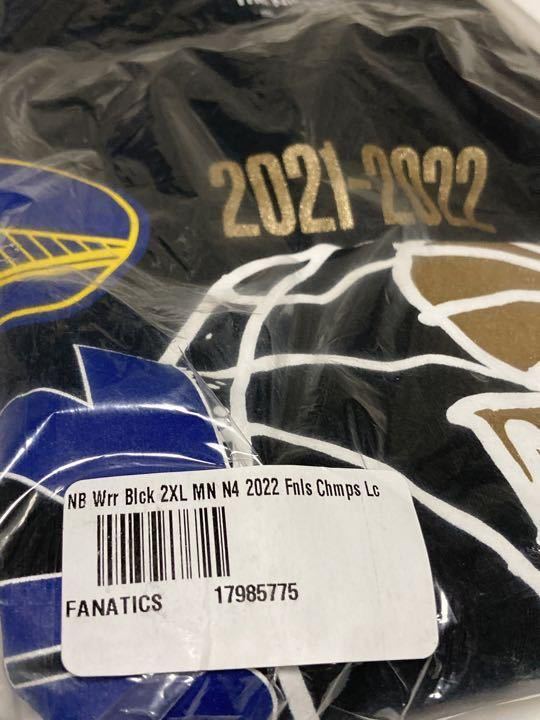 2021-2022
NB Wrr Blck 2XL MN N4 2022 Fnls Chmps Lc
FANATICS 17985775